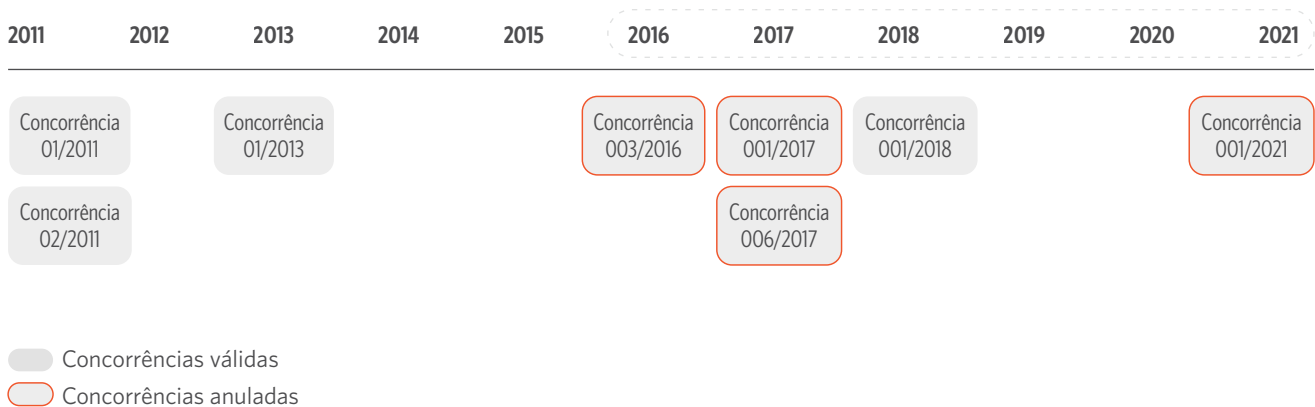 2011 2012 2013 2014 2015 2016 2017 2018 2019 2020 2021
Concorrência
01/2011
Concorrência
01/2013
Concorrência
003/2016
Concorrência
001/2017
Concorrência
001/2018
Concorrência
001/2021
Concorrência
02/2011
Concorrência
006/2017
Concorrências válidas
Concorrências anuladas